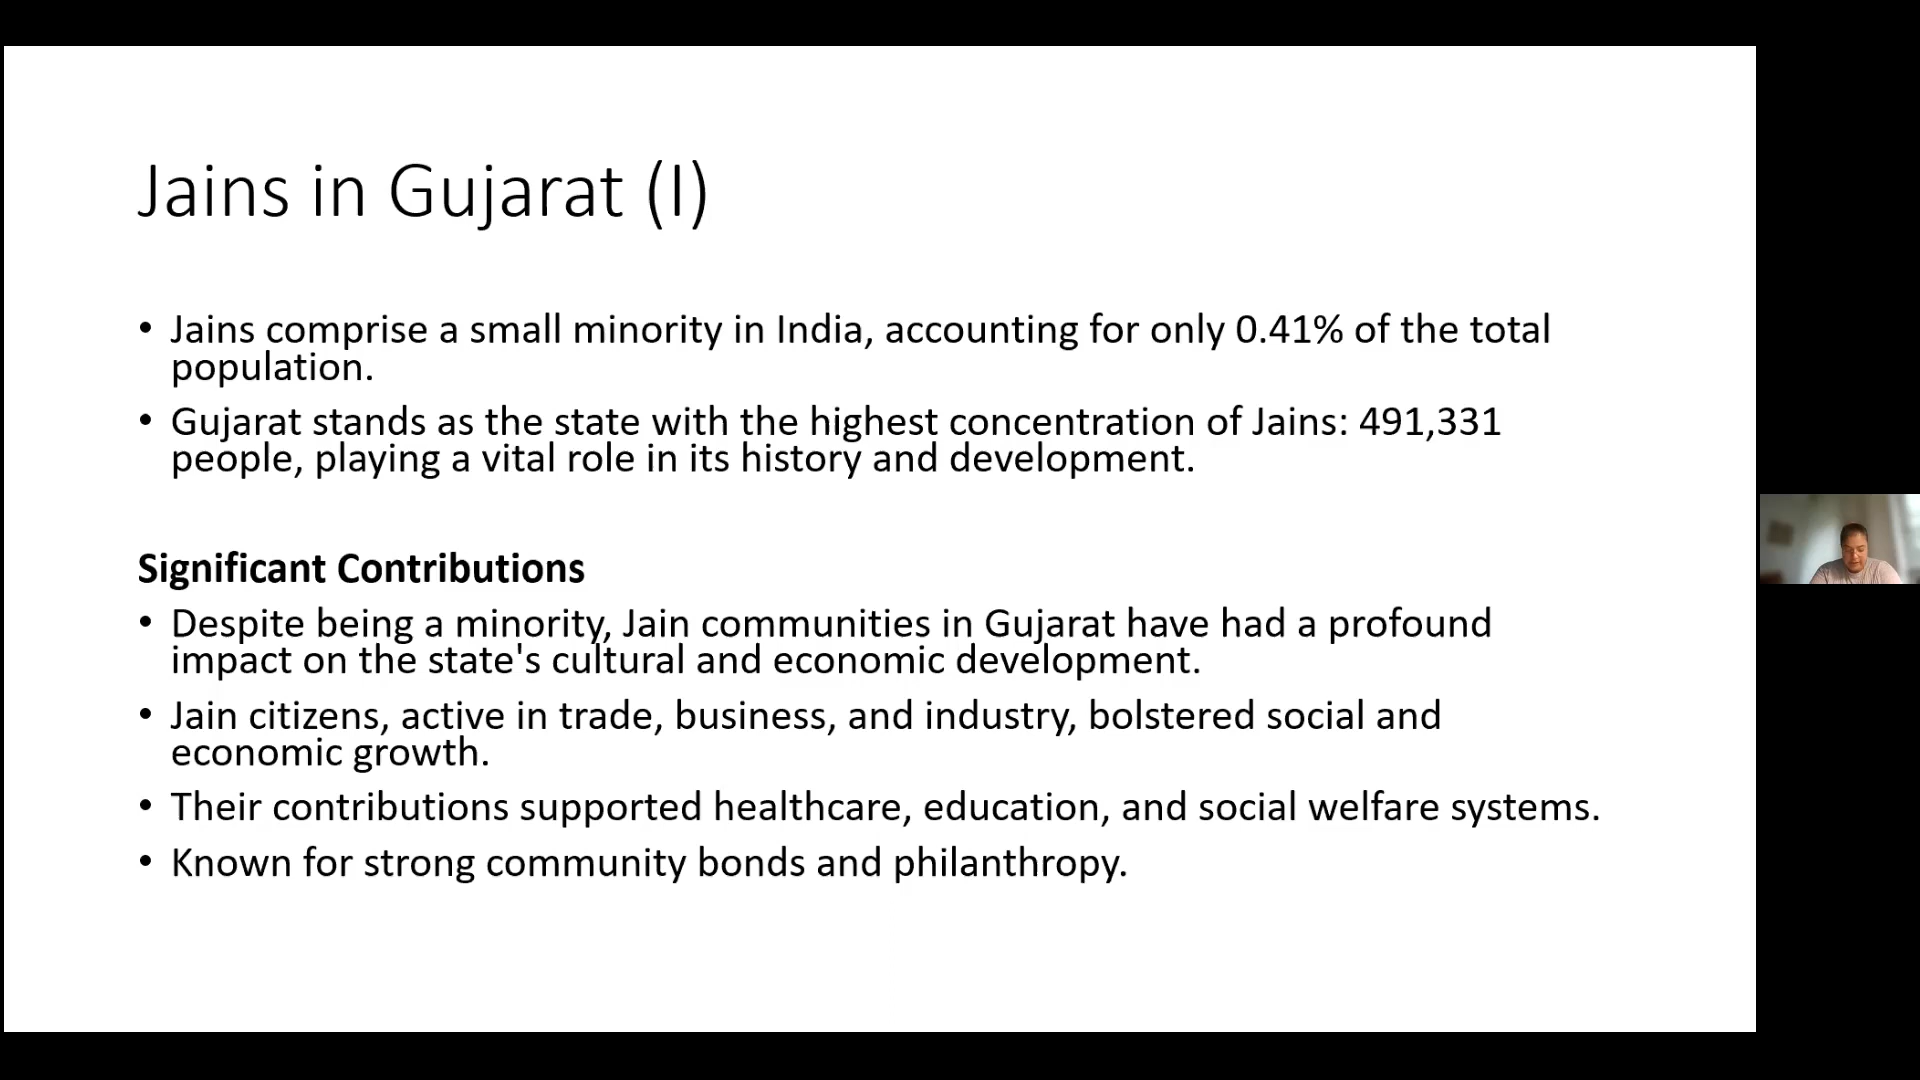 Jains in Gujarat (I)
• Jains comprise a small minority in India, accounting for only 0.41% of the total
population.
• Gujarat stands as the state with the highest concentration of Jains: 491,331
people, playing a vital role in its history and development.
Significant Contributions
• Despite being a minority, Jain communities in Gujarat have had a profound
impact on the state's cultural and economic development.
• Jain citizens, active in trade, business, and industry, bolstered social and
economic growth.
• Their contributions supported healthcare, education, and social welfare systems.
• Known for strong community bonds and philanthropy.